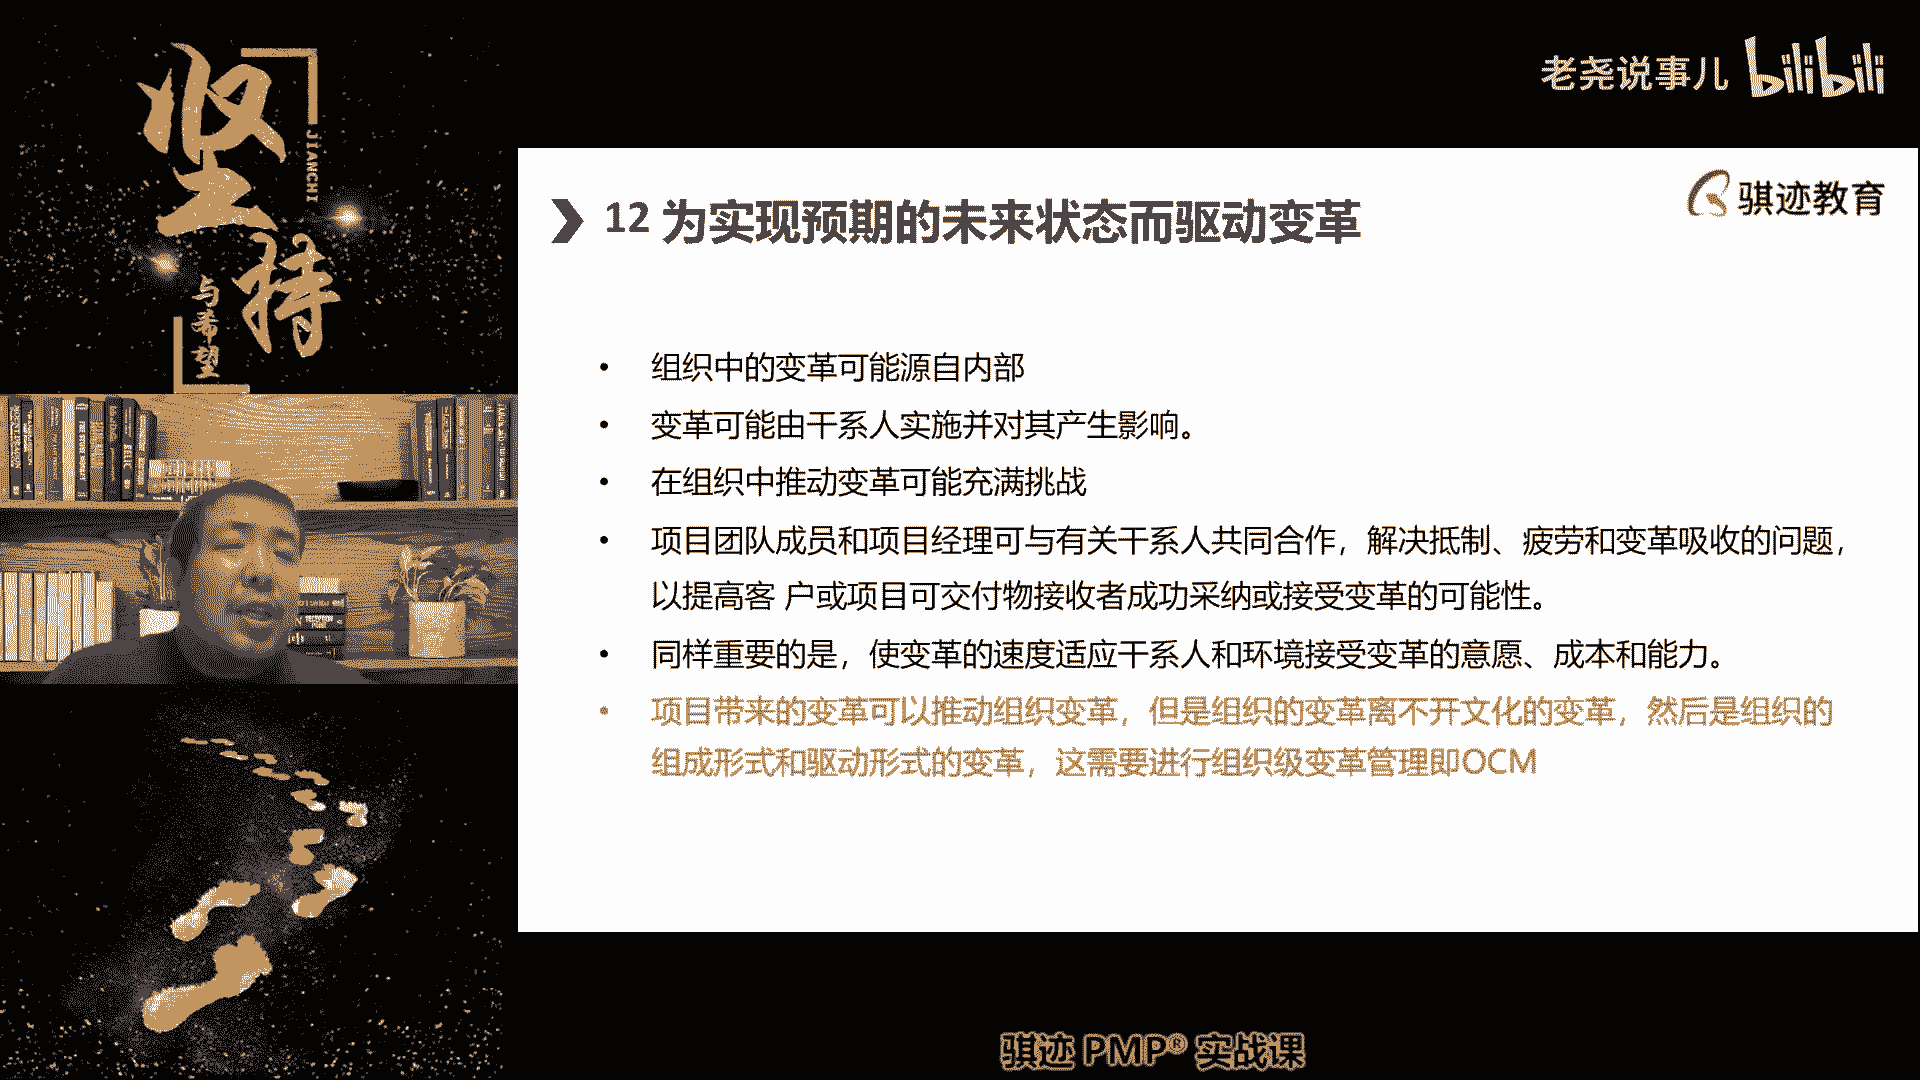 坚持
JIANCHI
与希望
老尧说事儿 bilibili
骐迹教育
12 为实现预期的未来状态而驱动变革
• 组织中的变革可能源自内部
• 变革可能由干系人实施并对其产生影响。
• 在组织中推动变革可能充满挑战
• 项目团队成员和项目经理可与有关干系人共同合作，解决抵制、疲劳和变革吸收的问题，
以提高客 户或项目可交付物接收者成功采纳或接受变革的可能性。
• 同样重要的是，使变革的速度适应干系人和环境接受变革的意愿、成本和能力。
• 项目带来的变革可以推动组织变革，但是组织的变革离不开文化的变革，然后是组织的
组成形式和驱动形式的变革，这需要进行组织级变革管理即OCM
骐迹 PMP® 实战课